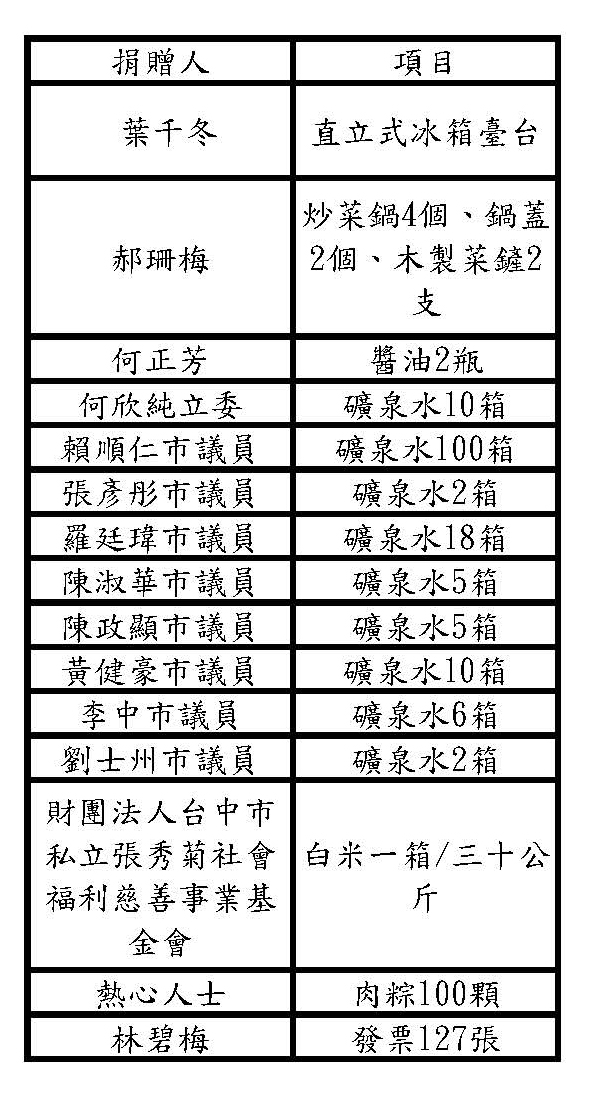 捐贈人 項目
葉千冬 直立式冰箱臺台
郝珊梅
炒菜鍋4個、鍋蓋
2個、木製菜鏟2
支
何正芳 醬油2瓶
何欣純立委 礦泉水10箱
賴順仁市議員 礦泉水100箱
張彥彤市議員 礦泉水2箱
羅廷瑋市議員 礦泉水18箱
陳淑華市議員 礦泉水5箱
陳政顯市議員 礦泉水5箱
黃健豪市議員 礦泉水10箱
李中市議員 礦泉水6箱
劉士州市議員 礦泉水2箱
財團法人台中市
私立張秀菊社會
福利慈善事業基
金會
白米一箱/三十公
斤
熱心人士 肉粽100顆
林碧梅 發票127張